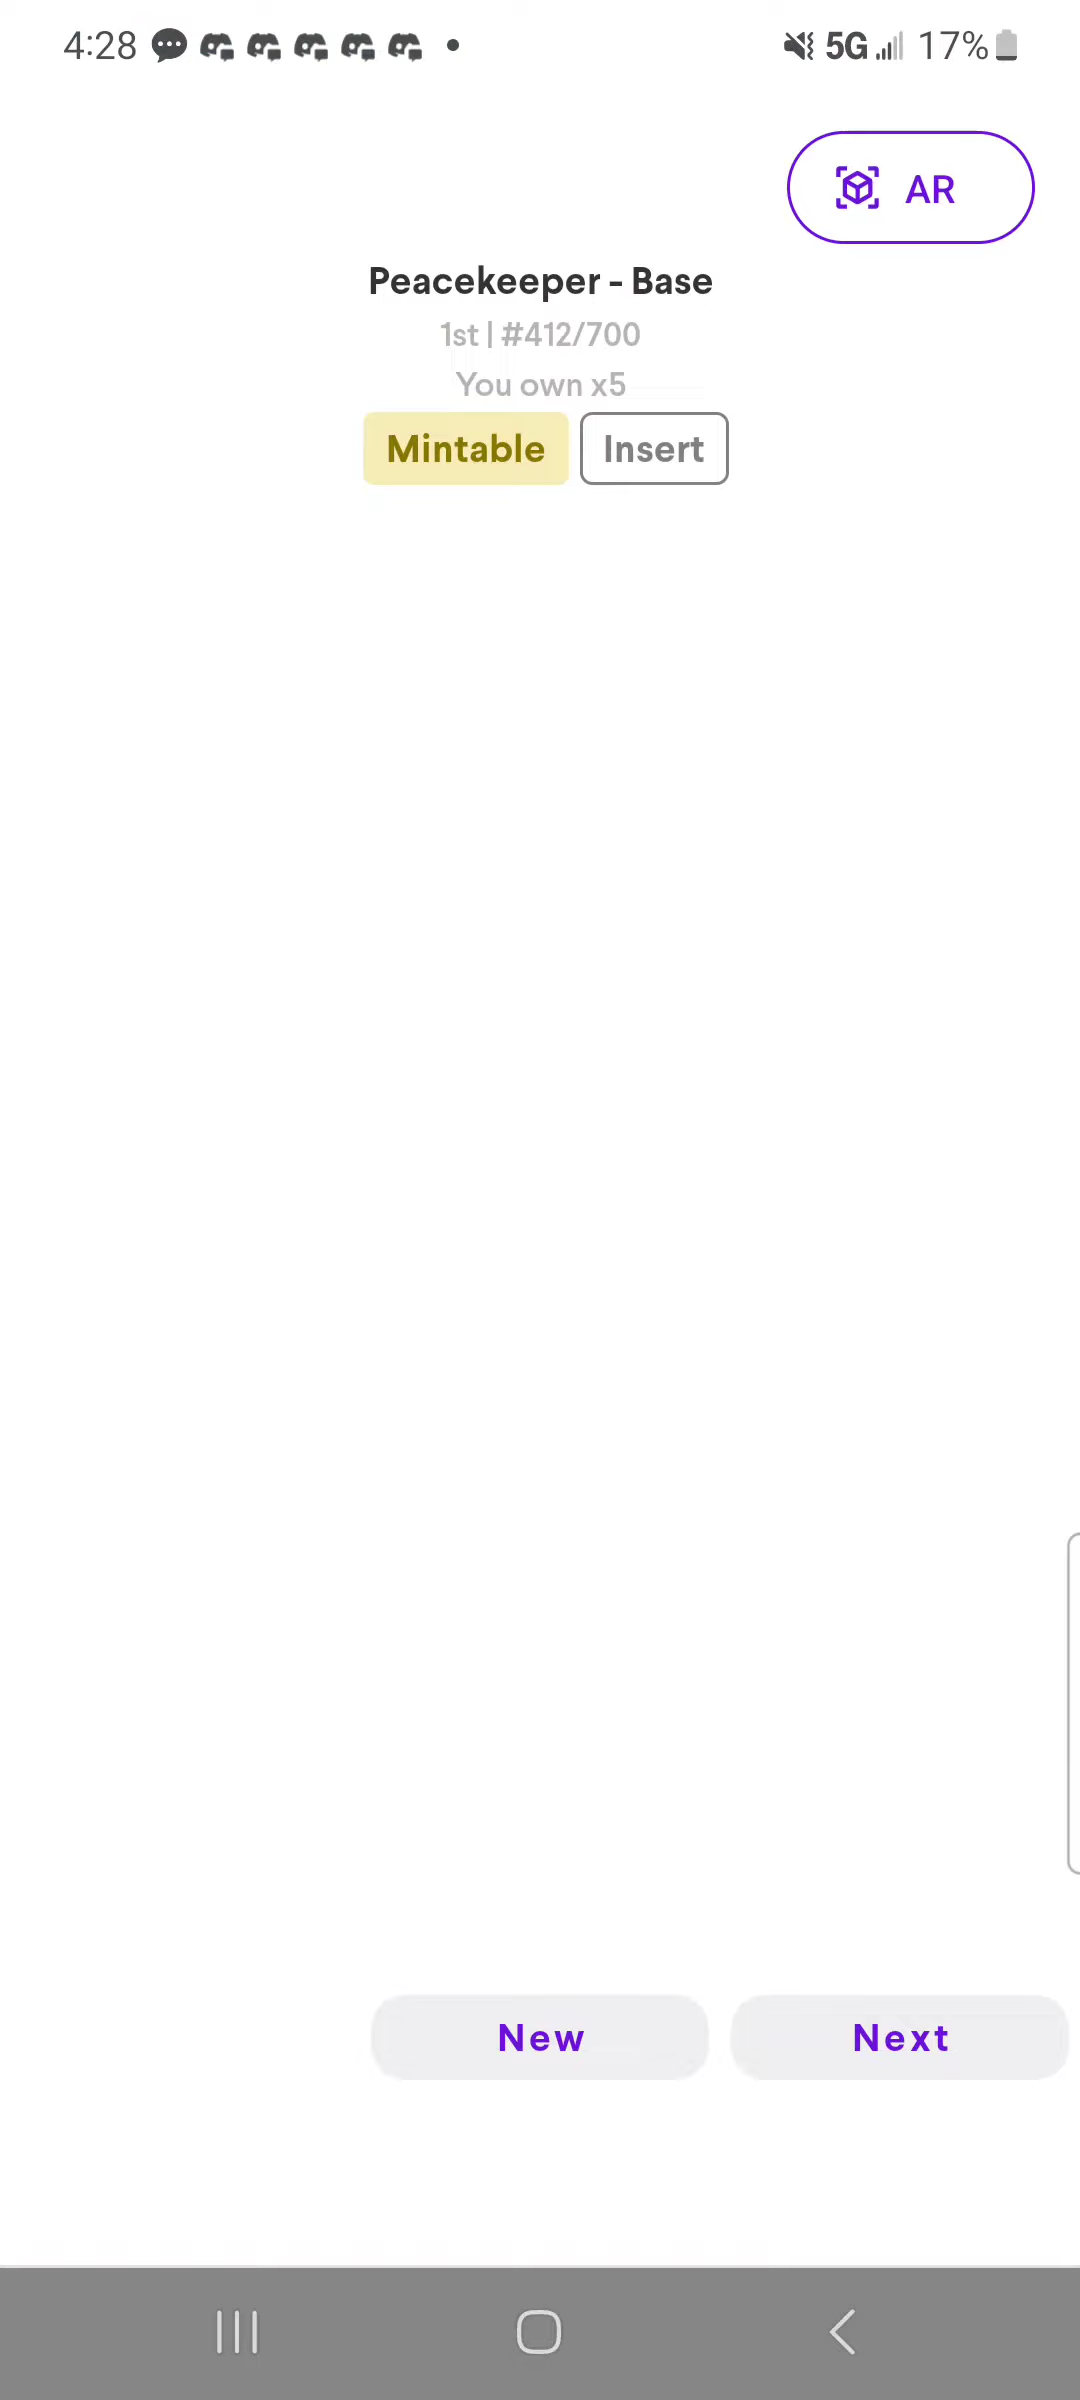 4:28 5G 17%
AR
Peacekeeper - Base
1st | #412/700
You own x5
Mintable Insert
New Next